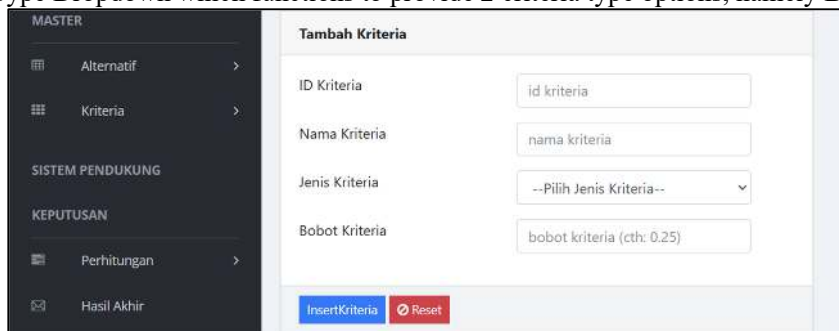 ype Dropdown which functions to provide 2 criteria type options, namely
MASTER
Alternatif
Kriteria
SISTEM PENDUKUNG
KEPUTUSAN
Perhitungan
Hasil Akhir
Tambah Kriteria
ID Kriteria
id kriteria
Nama Kriteria
nama kriteria
Jenis Kriteria
--Pilih Jenis Kriteria--
Bobot Kriteria
bobot kriteria (cth: 0.25)
InsertKriteria Reset